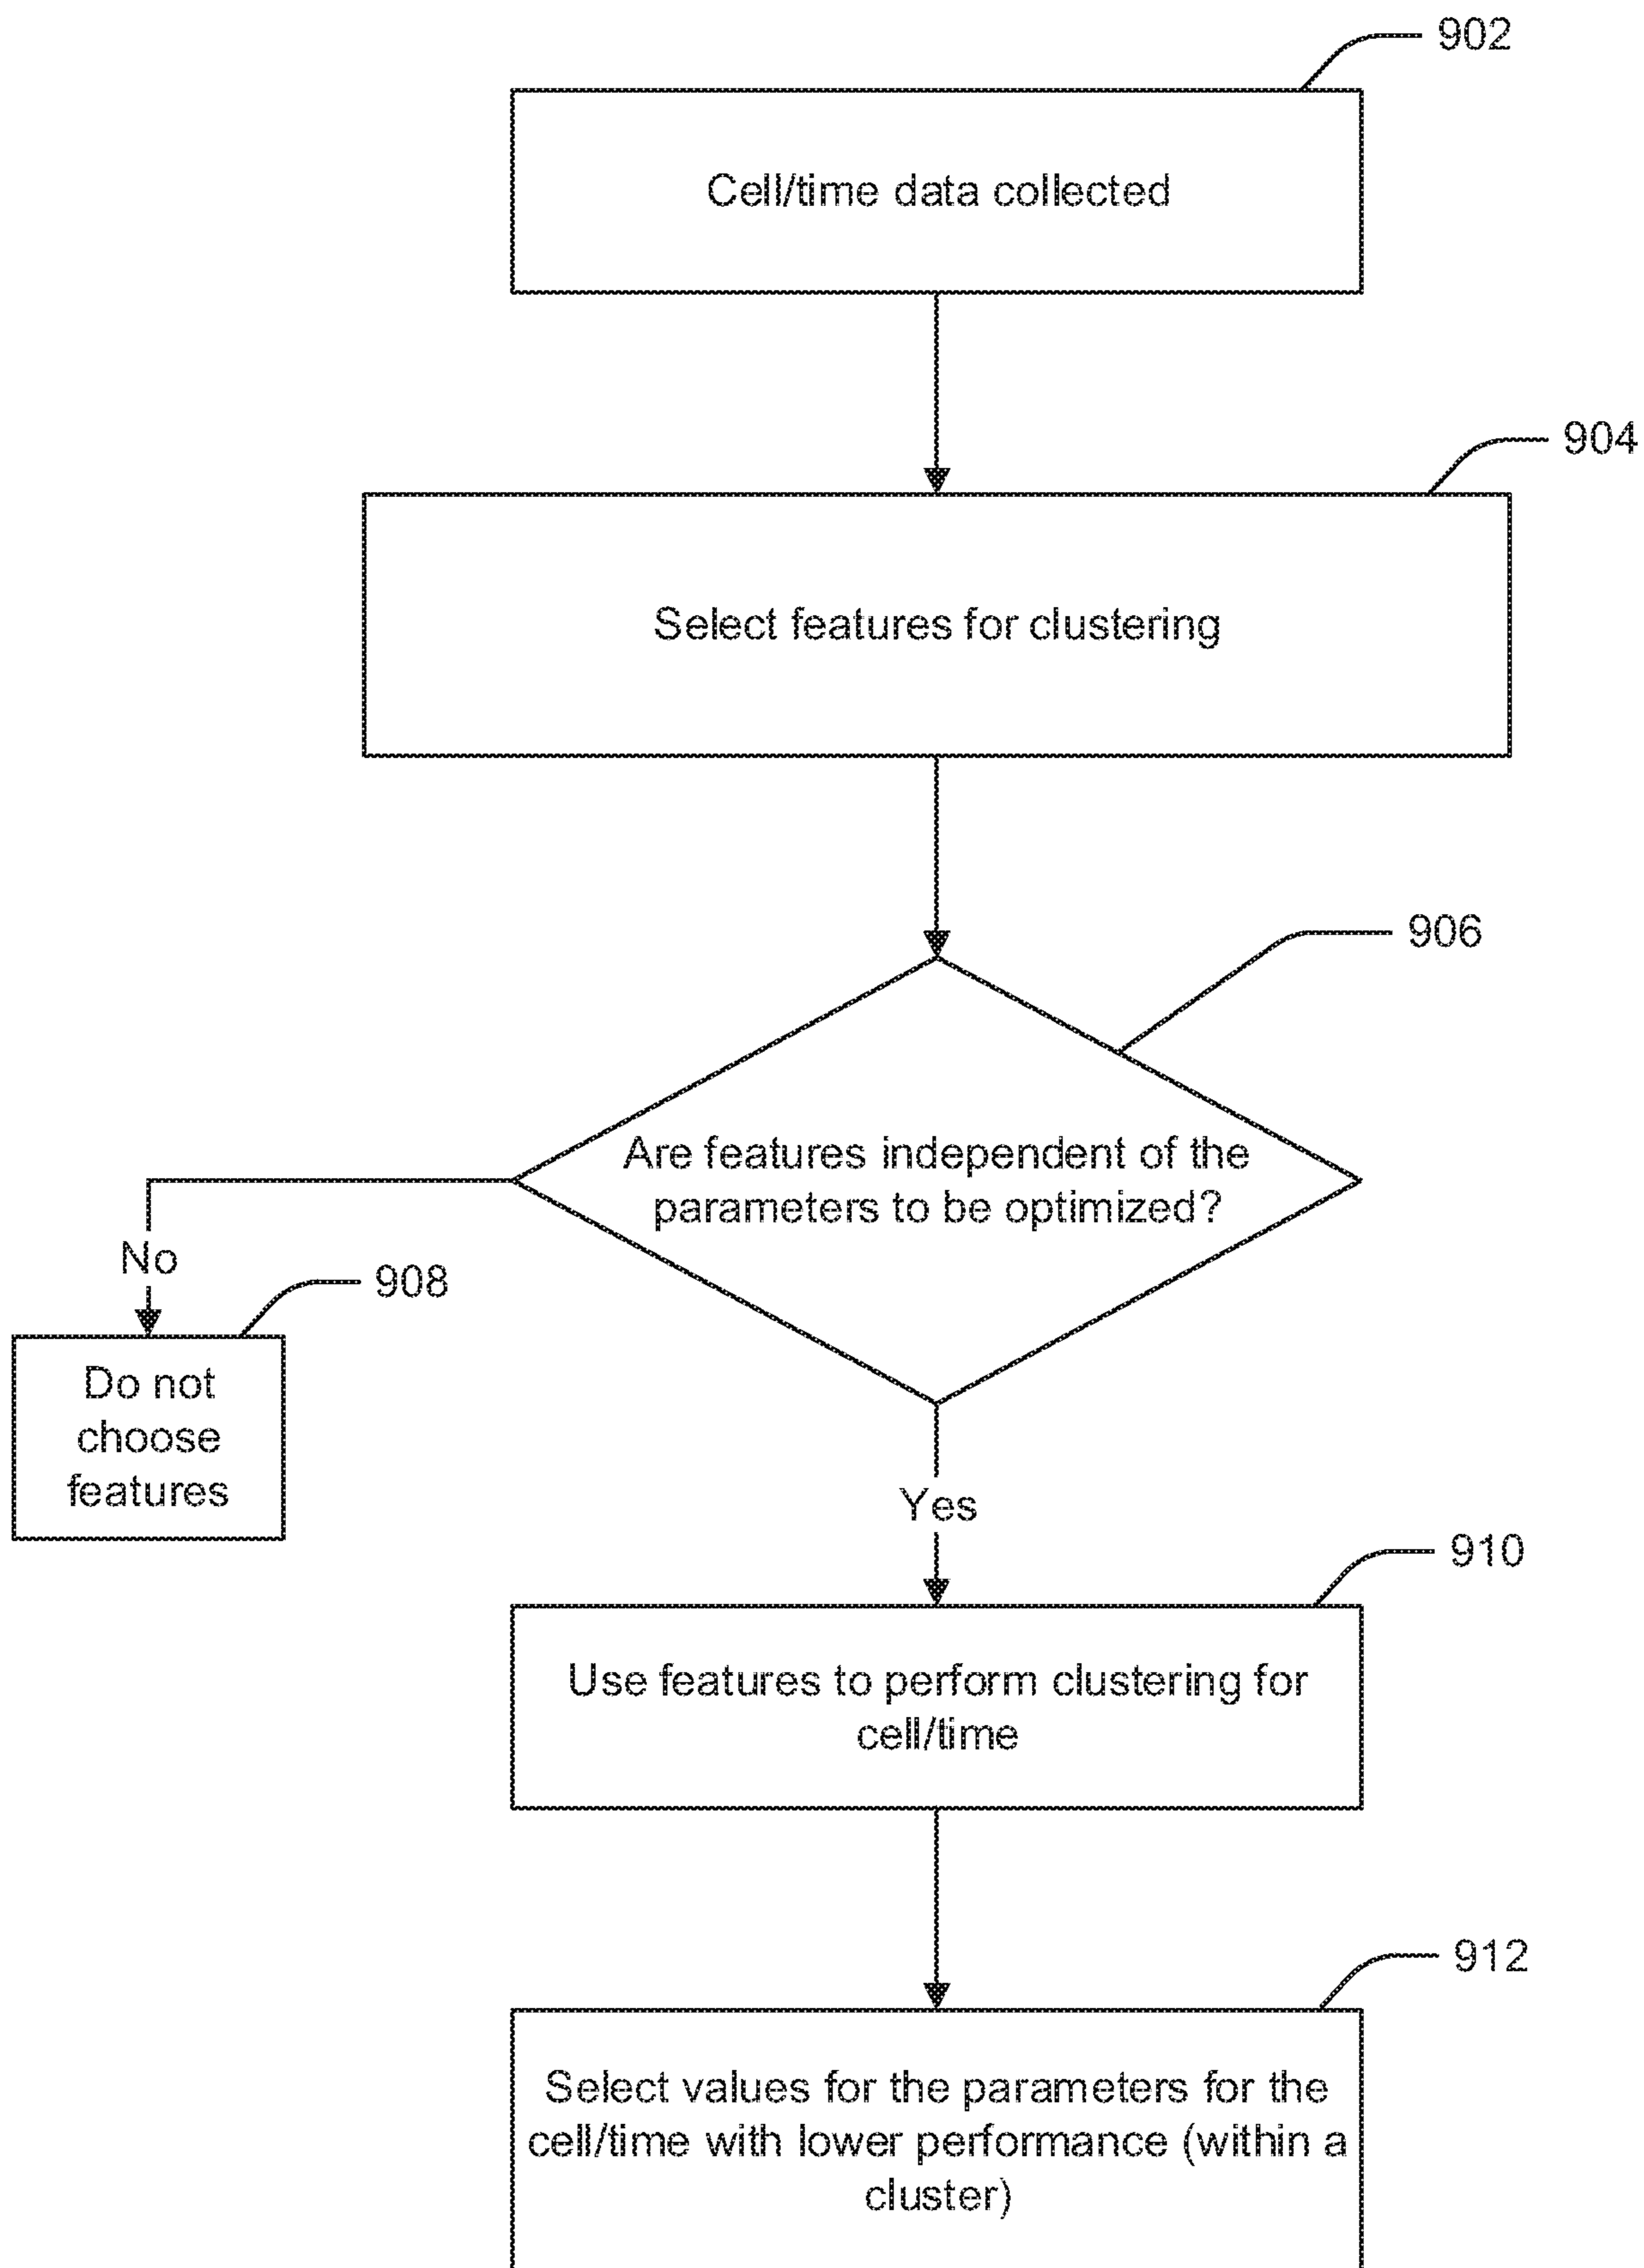 902
Cell/time data collected
904
Select features for clustering
906
Are features independent of the
parameters to be optimized?
No
908
Do not
choose
features
Yes
910
Use features to perform clustering for
cell/time
912
Select values for the parameters for the
cell/time with lower performance (within a
cluster)